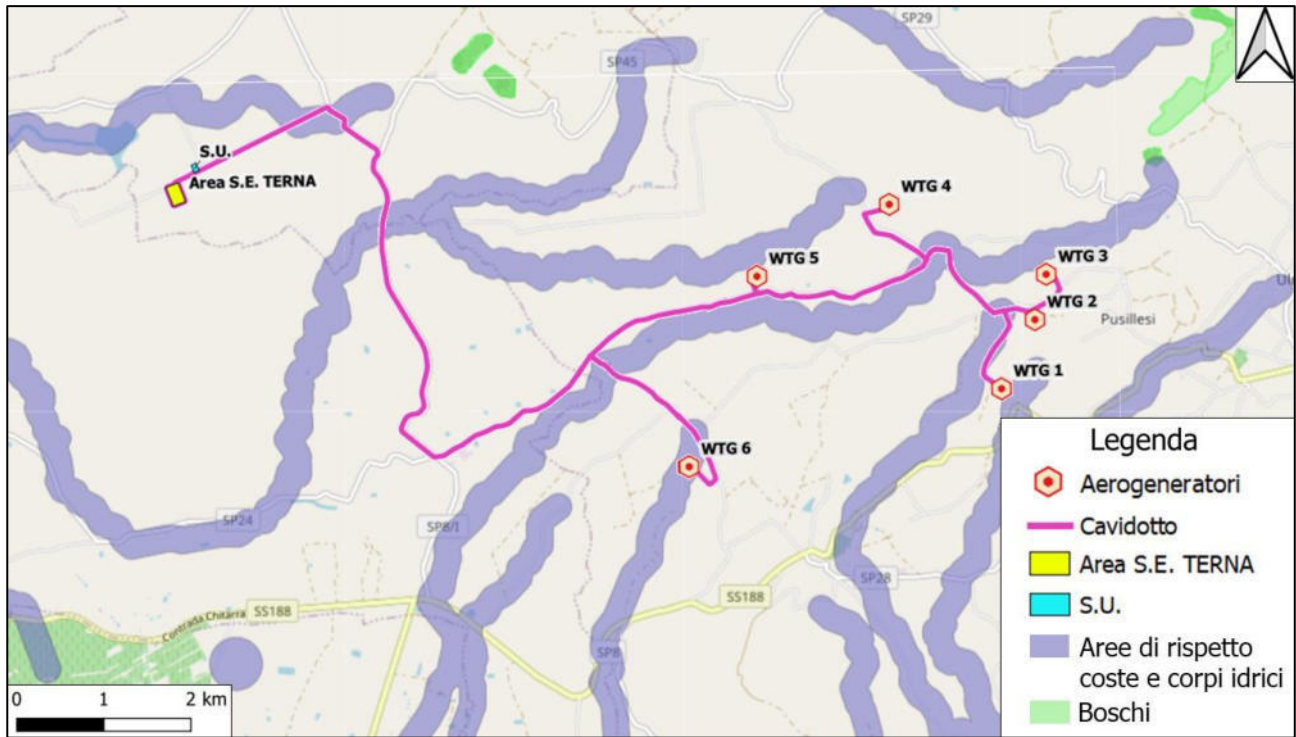 SP29
SP45
S.U.
Area S.E. TERNA
WTG 4
WTG 5
WTG 3
WTG 2
Pusillesi
WTG 1
WTG 6
SP24
SP8/I
SP28
SS188
SS188
Contrada Chitárra
SP8
0 1 2 km
Legenda
Aerogeneratori
Cavidotto
Area S.E. TERNA
S.U.
Aree di rispetto
coste e corpi idrici
Boschi